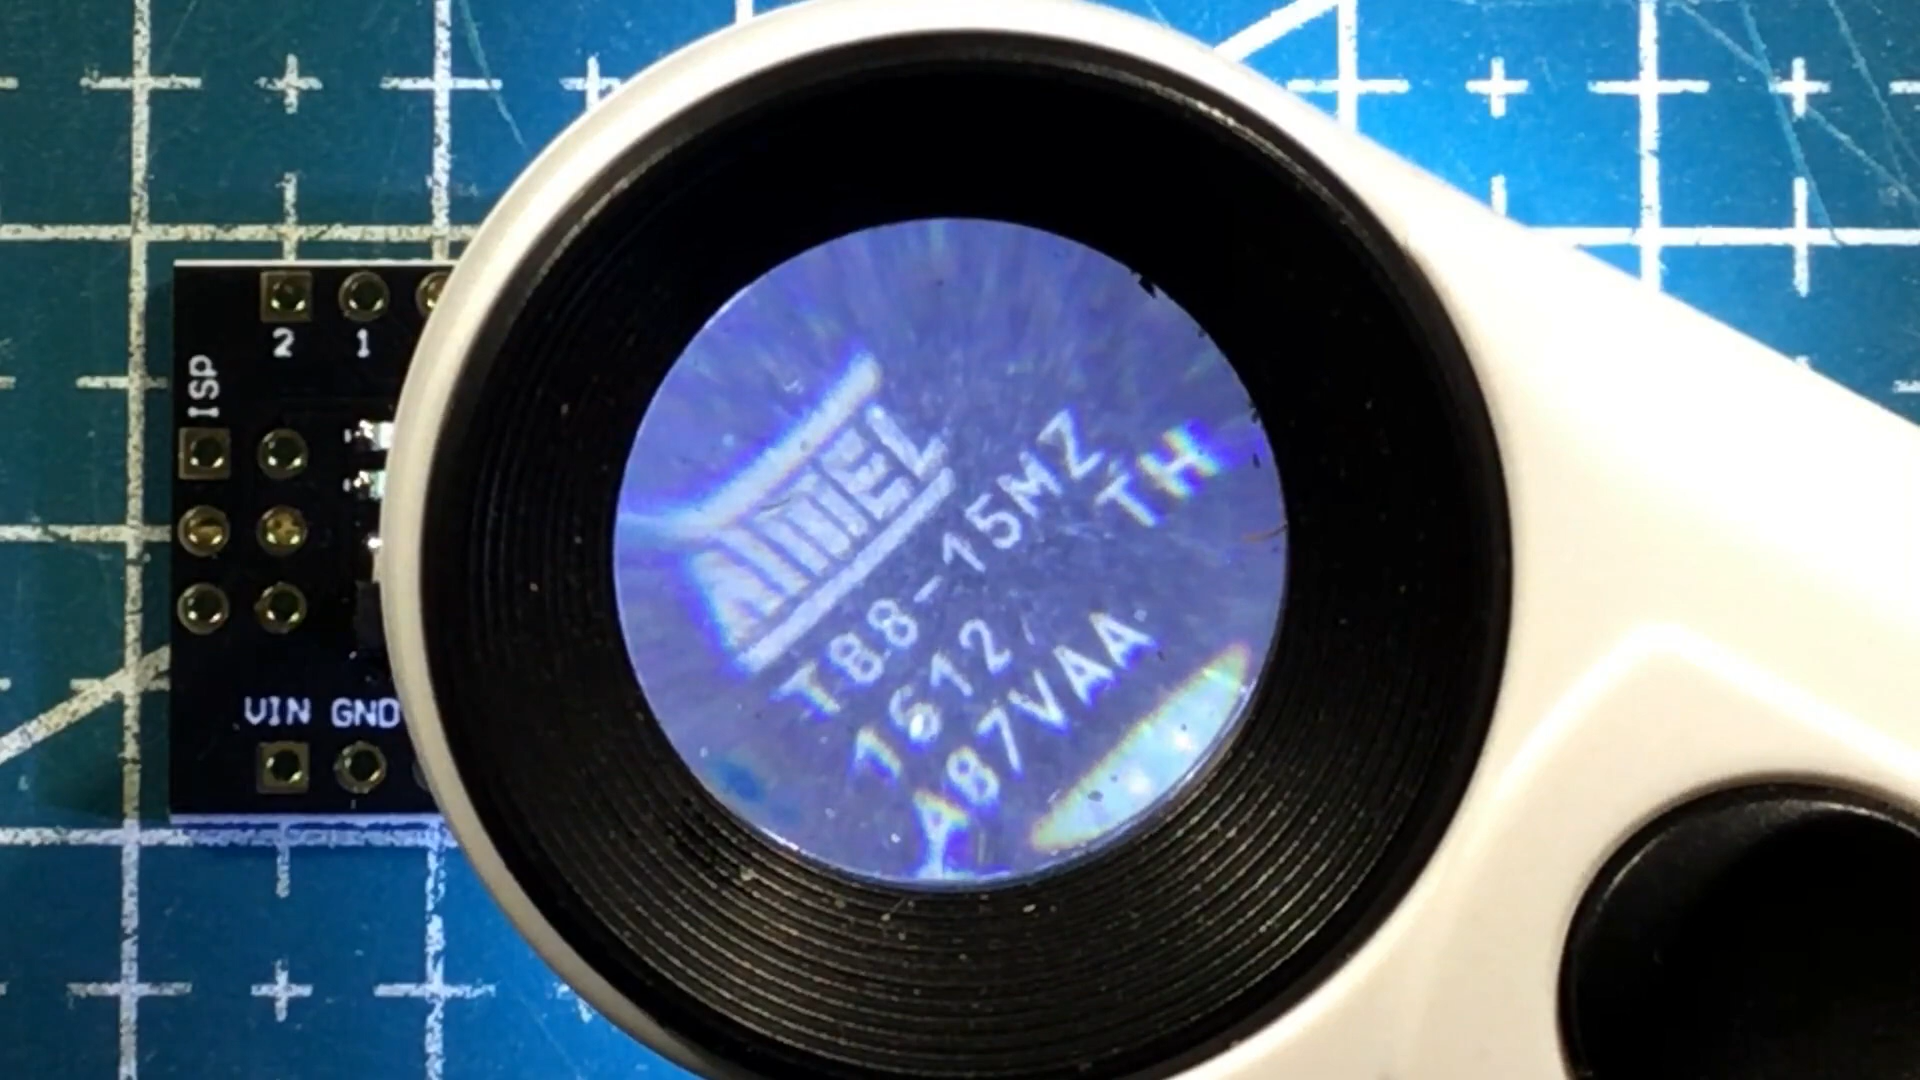 2 1
ISP
VIN GND
ATMEL
T88-15MZ
1612 TH
A87VAA